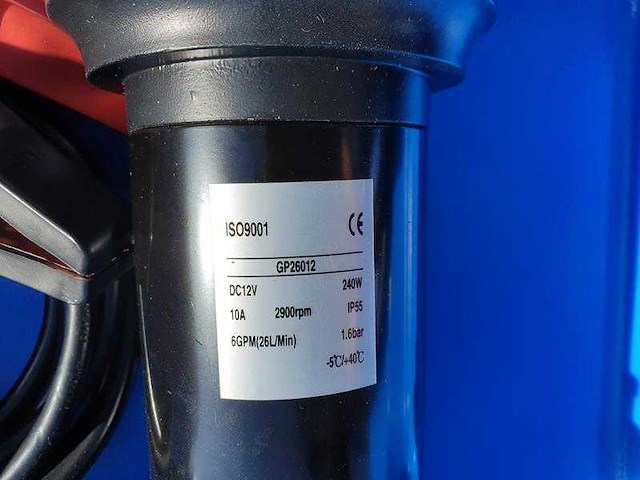 ISO9001 CE
GP26012
DC12V 240W
10A 2900rpm IP55
6GPM(26L/Min) 1.6bar
-5℃/+40℃